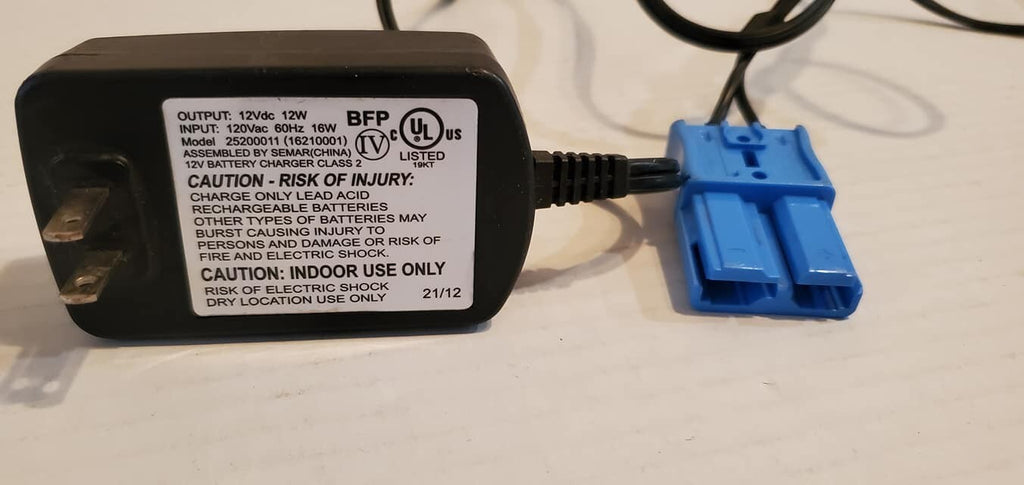 OUTPUT: 12Vdc 12W
INPUT: 120Vac 60Hz 16W
Model 25200011 (16210001)
ASSEMBLED BY SEMAR(CHINA)
12V BATTERY CHARGER CLASS 2
BFP
IV
C UL US
LISTED
19KT
CAUTION - RISK OF INJURY:
CHARGE ONLY LEAD ACID
RECHARGEABLE BATTERIES
OTHER TYPES OF BATTERIES MAY
BURST CAUSING INJURY TO
PERSONS AND DAMAGE OR RISK OF
FIRE AND ELECTRIC SHOCK.
CAUTION: INDOOR USE ONLY
RISK OF ELECTRIC SHOCK
DRY LOCATION USE ONLY
21/12